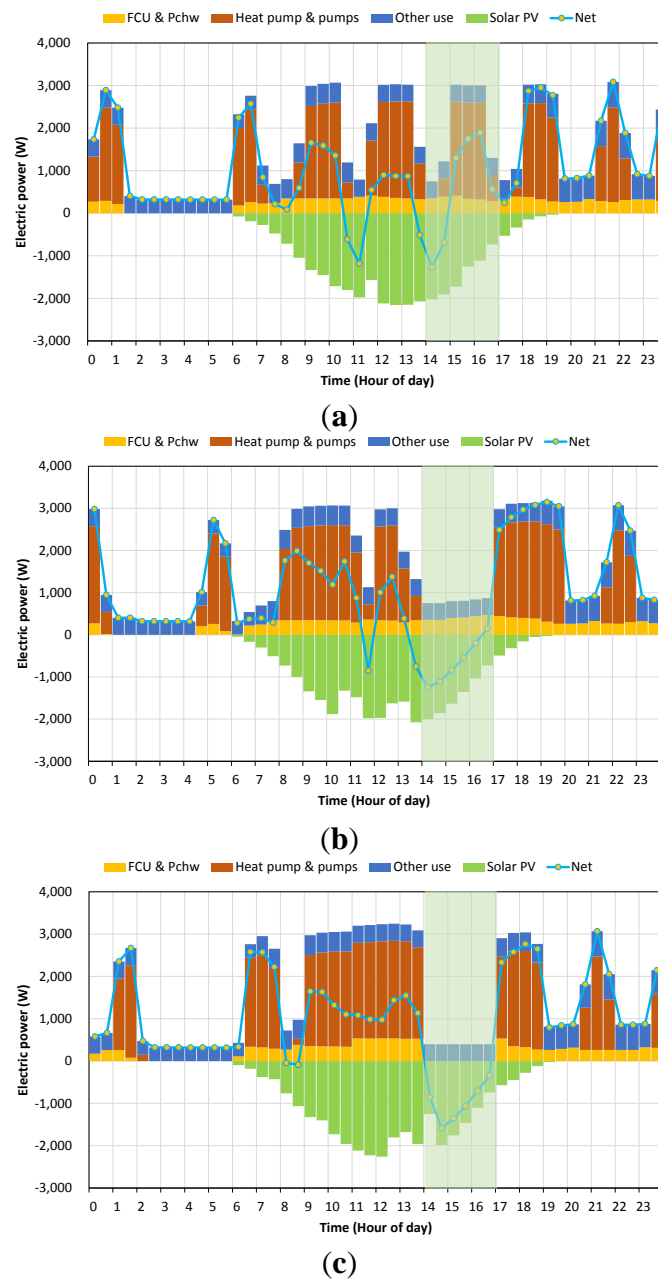 FCU & Pchw Heat pump & pumps Other use Solar PV Net
4,000
3,000
2,000
1,000
0
-1,000
-2,000
-3,000
Electric power (W)
0 1 2 3 4 5 6 7 8 9 10 11 12 13 14 15 16 17 18 19 20 21 22 23
Time (Hour of day)
(a)
FCU & Pchw Heat pump & pumps Other use Solar PV Net
4,000
3,000
2,000
1,000
0
-1,000
-2,000
-3,000
Electric power (W)
0 1 2 3 4 5 6 7 8 9 10 11 12 13 14 15 16 17 18 19 20 21 22 23
Time (Hour of day)
(b)
FCU & Pchw Heat pump & pumps Other use Solar PV Net
4,000
3,000
2,000
1,000
0
-1,000
-2,000
-3,000
Electric power (W)
0 1 2 3 4 5 6 7 8 9 10 11 12 13 14 15 16 17 18 19 20 21 22 23
Time (Hour of day)
(c)